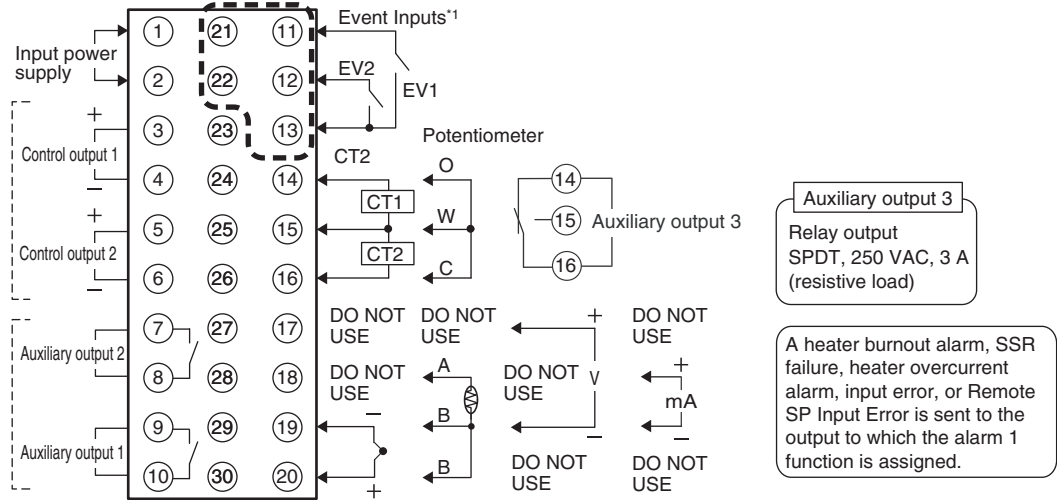 Input power
supply
+
Control output 1
−
+
Control output 2
−
Auxiliary output 2
Auxiliary output 1
1 21 11
2 22 12
3 23 13
4 24 14
5 25 15
6 26 16
7 27 17
8 28 18
9 29 19
10 30 20
Event Inputs*1
EV2
EV1
CT2
CT1
CT2
Potentiometer
O
W
C
14
15 Auxiliary output 3
16
DO NOT
USE
DO NOT
USE
+
V
−
DO NOT
USE
DO NOT
USE
A
B
B
DO NOT
USE
+
mA
−
−
+
DO NOT
USE
DO NOT
USE
Auxiliary output 3
Relay output
SPDT, 250 VAC, 3 A
(resistive load)
A heater burnout alarm, SSR
failure, heater overcurrent
alarm, input error, or Remote
SP Input Error is sent to the
output to which the alarm 1
function is assigned.